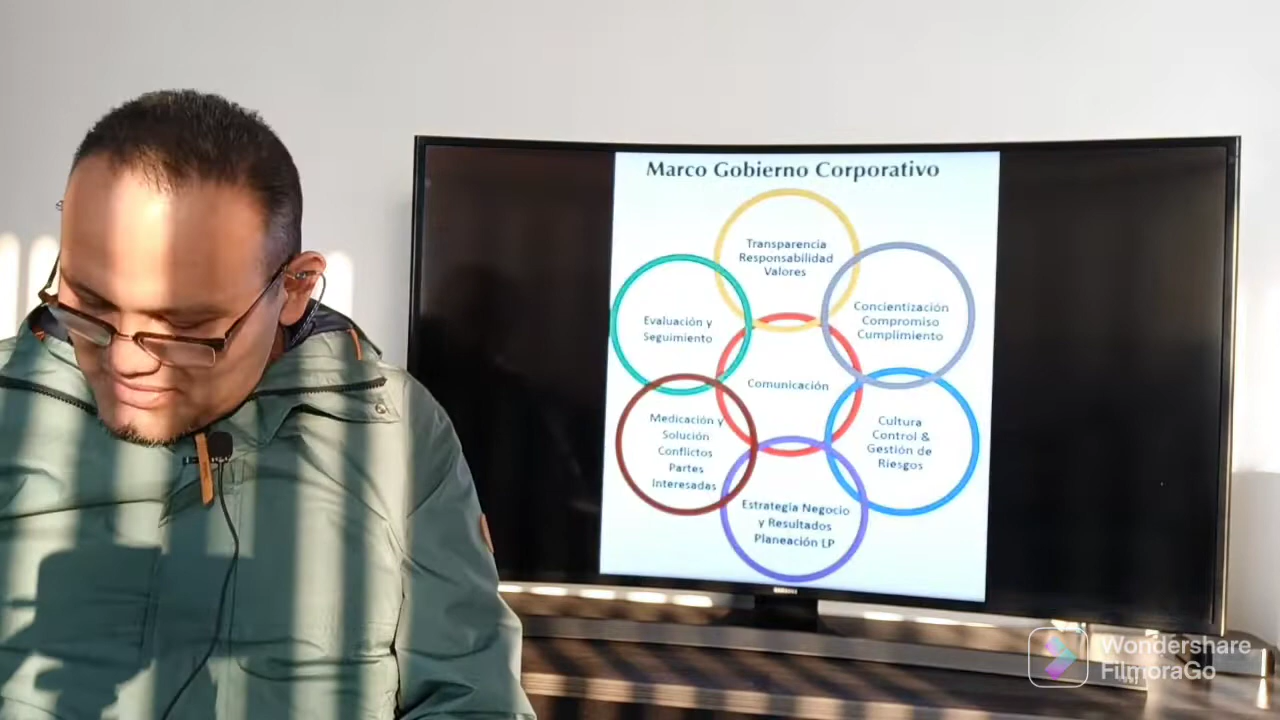 Marco Gobierno Corporativo
Transparencia
Responsabilidad
Valores
Concientización
Compromiso
Cumplimiento
Evaluación y
Seguimiento
Comunicación
Medicación y
Solución
Conflictos
Partes
Interesadas
Cultura
Control &
Gestión de
Riesgos
Estrategia Negocio
y Resultados
Planeación LP
SAMSUNG
Wondershare
FilmoraGo